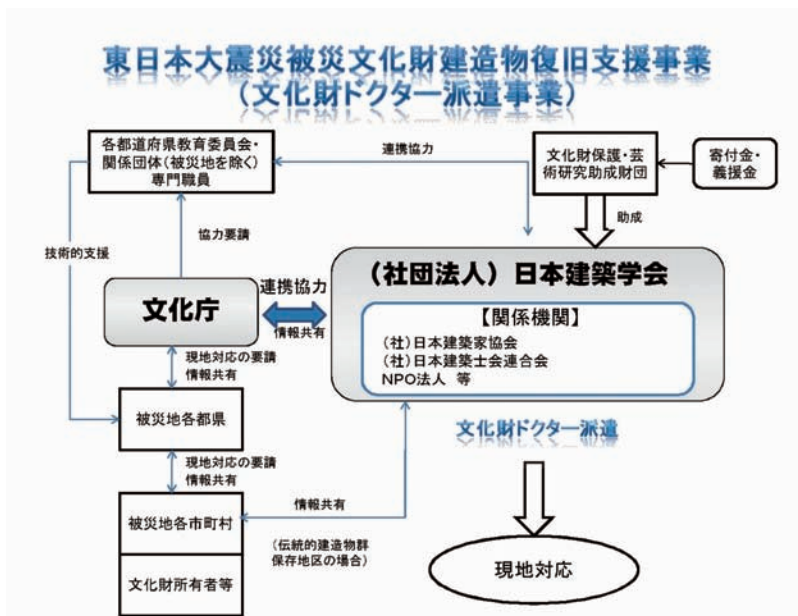 東日本大震災被災文化財建造物復旧支援事業
（文化財ドクター派遣事業）
各都道府県教育委員会・
関係団体（被災地を除く）
専門職員
連携協力
文化財保護・芸
術研究助成財団
寄付金・
義援金
助成
技術的支援
協力要請
文化庁
連携協力
情報共有
（社団法人）日本建築学会
【関係機関】
（社）日本建築家協会
（社）日本建築士会連合会
NPO法人 等
現地対応の要請
情報共有
被災地各都県
文化財ドクター派遣
現地対応の要請
情報共有
被災地各市町村
情報共有
（伝統的建造物群
保存地区の場合）
文化財所有者等
現地対応